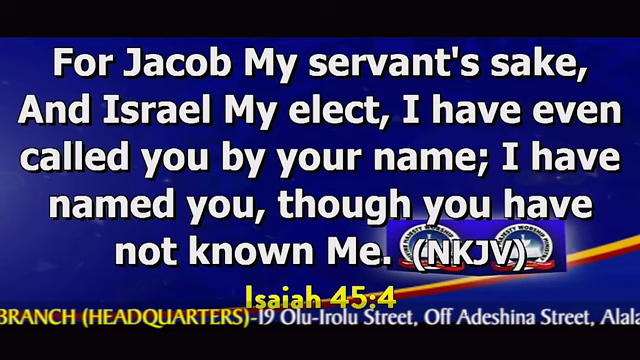 For Jacob My servant's sake,
And Israel My elect, I have even
called you by your name; I have
named you, though you have
not known Me. (NKJV)
Isaiah 45:4
BRANCH (HEADQUARTERS)-19 Olu-Irolu Street, Off Adeshina Street, Alala